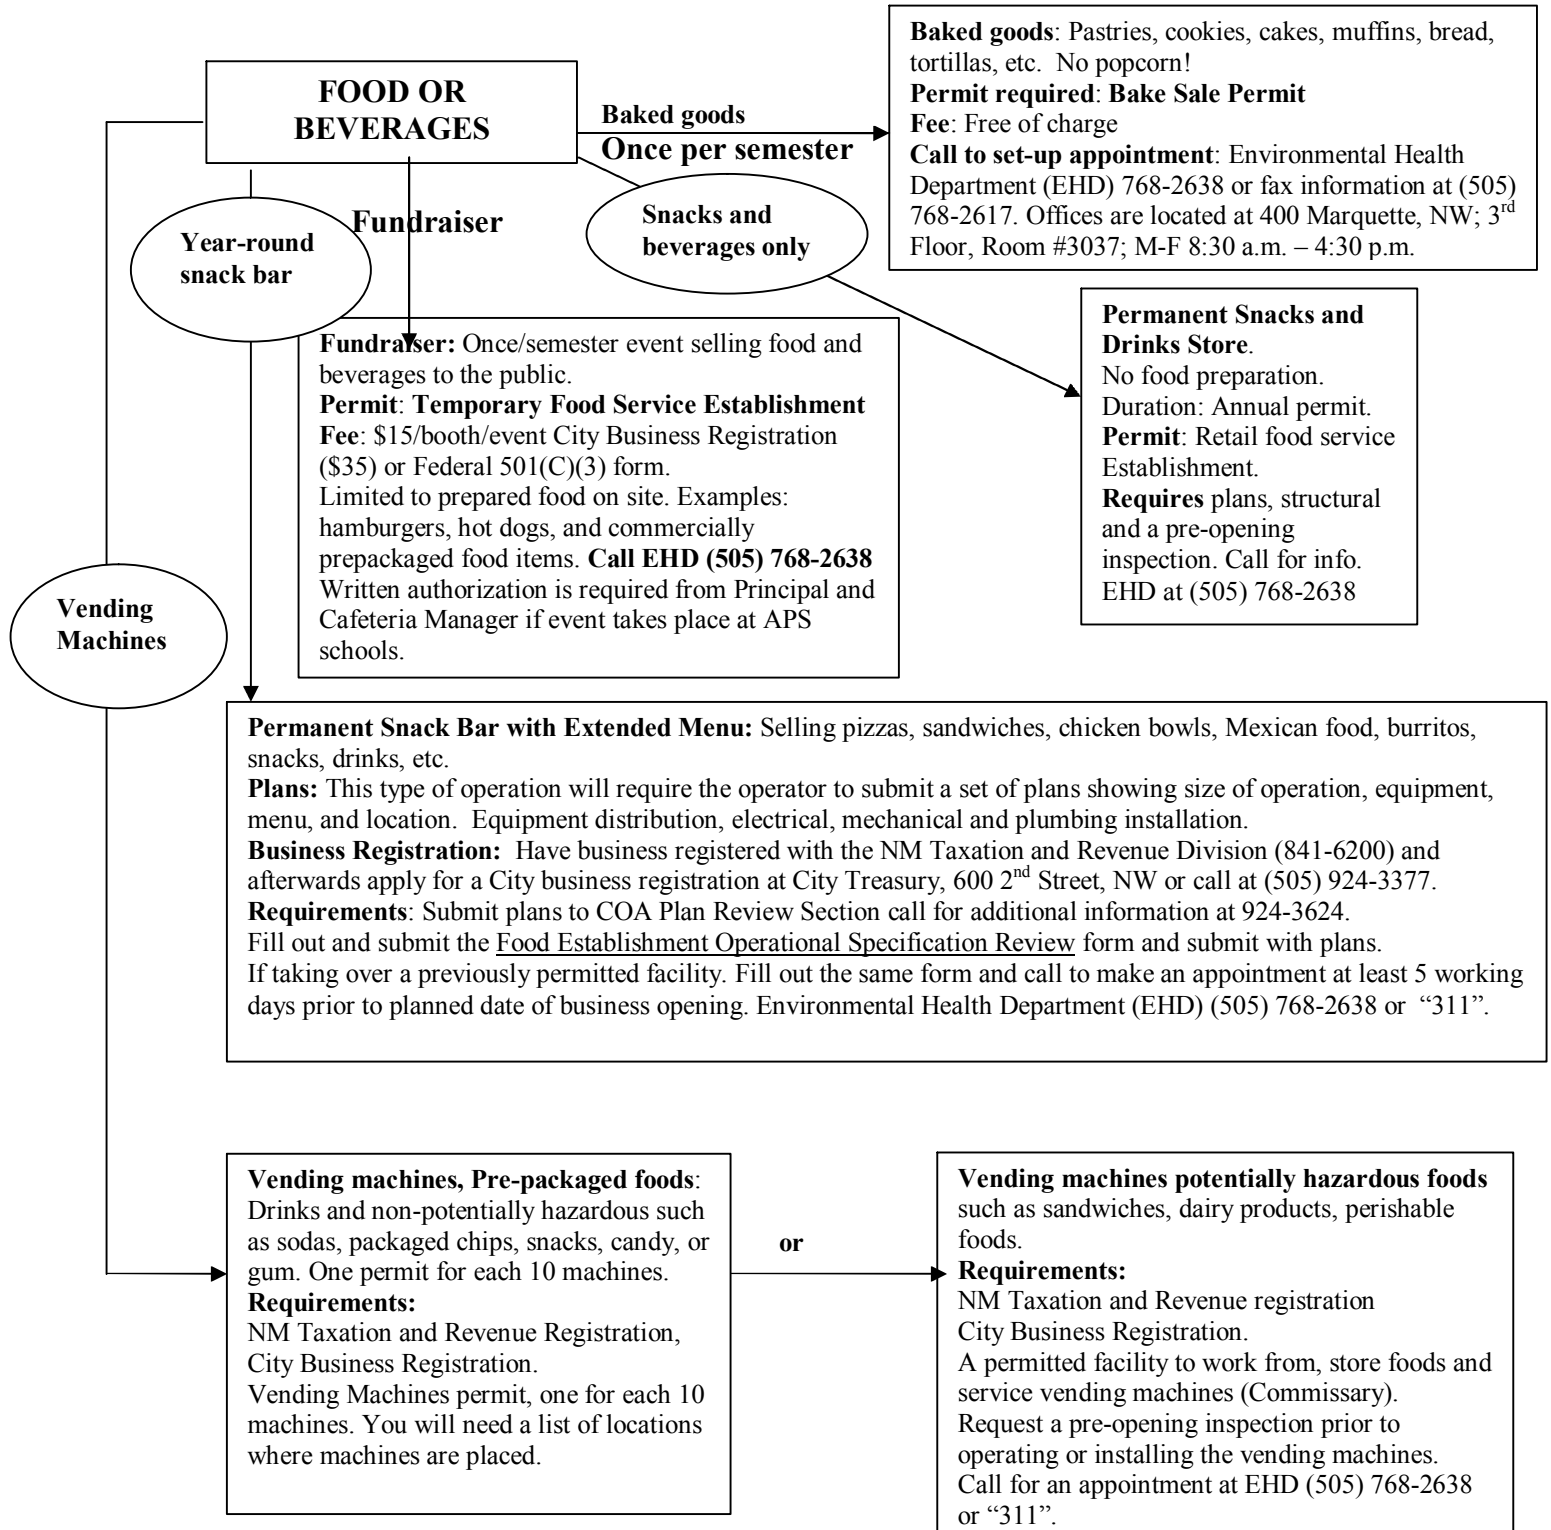 FOOD OR
BEVERAGES
Baked goods
Once per semester
Baked goods: Pastries, cookies, cakes, muffins, bread,
tortillas, etc.  No popcorn!
Permit required: Bake Sale Permit
Fee: Free of charge
Call to set-up appointment: Environmental Health
Department (EHD) 768-2638 or fax information at (505)
768-2617. Offices are located at 400 Marquette, NW; 3rd
Floor, Room #3037; M-F 8:30 a.m. – 4:30 p.m.
Fundraiser
Snacks and
beverages only
Year-round
snack bar
Fundraiser: Once/semester event selling food and
beverages to the public.
Permit: Temporary Food Service Establishment
Fee: $15/booth/event City Business Registration
($35) or Federal 501(C)(3) form.
Limited to prepared food on site. Examples:
hamburgers, hot dogs, and commercially
prepackaged food items. Call EHD (505) 768-2638
Written authorization is required from Principal and
Cafeteria Manager if event takes place at APS
schools.
Permanent Snacks and
Drinks Store.
No food preparation.
Duration: Annual permit.
Permit: Retail food service
Establishment.
Requires plans, structural
and a pre-opening
inspection. Call for info.
EHD at (505) 768-2638
Vending
Machines
Permanent Snack Bar with Extended Menu: Selling pizzas, sandwiches, chicken bowls, Mexican food, burritos,
snacks, drinks, etc.
Plans: This type of operation will require the operator to submit a set of plans showing size of operation, equipment,
menu, and location.  Equipment distribution, electrical, mechanical and plumbing installation.
Business Registration:  Have business registered with the NM Taxation and Revenue Division (841-6200) and
afterwards apply for a City business registration at City Treasury, 600 2nd Street, NW or call at (505) 924-3377.
Requirements: Submit plans to COA Plan Review Section call for additional information at 924-3624.
Fill out and submit the Food Establishment Operational Specification Review form and submit with plans.
If taking over a previously permitted facility. Fill out the same form and call to make an appointment at least 5 working
days prior to planned date of business opening. Environmental Health Department (EHD) (505) 768-2638 or  “311”.
Vending machines, Pre-packaged foods:
Drinks and non-potentially hazardous such
as sodas, packaged chips, snacks, candy, or
gum. One permit for each 10 machines.
Requirements:
NM Taxation and Revenue Registration,
City Business Registration.
Vending Machines permit, one for each 10
machines. You will need a list of locations
where machines are placed.
or
Vending machines potentially hazardous foods
such as sandwiches, dairy products, perishable
foods.
Requirements:
NM Taxation and Revenue registration
City Business Registration.
A permitted facility to work from, store foods and
service vending machines (Commissary).
Request a pre-opening inspection prior to
operating or installing the vending machines.
Call for an appointment at EHD (505) 768-2638
or “311”.